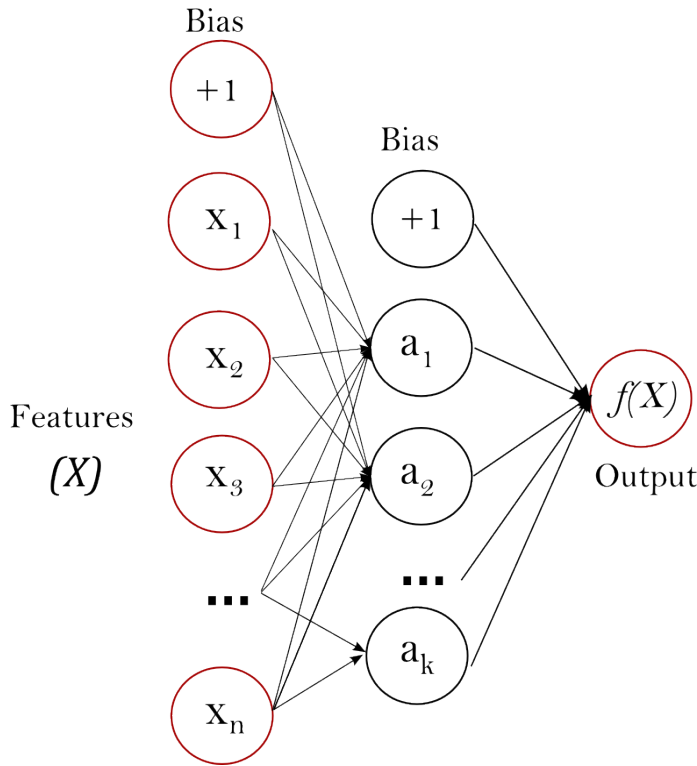 Bias
+1
x₁
x₂
x₃
...
xₙ
Features
(X)
Bias
+1
a₁
a₂
...
aₖ
f(X)
Output